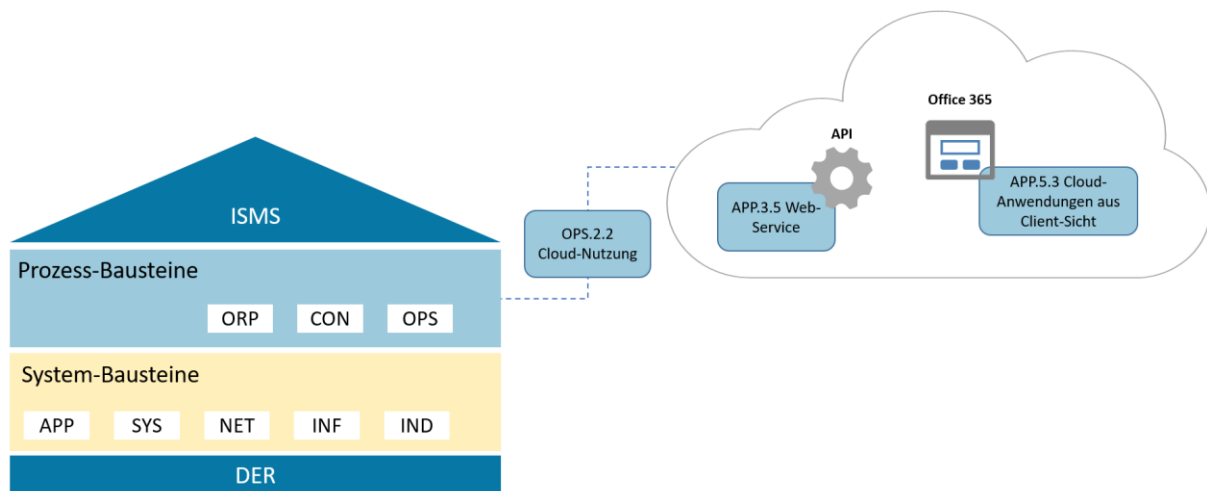 ISMS
Prozess-Bausteine
ORP CON OPS
System-Bausteine
APP SYS NET INF IND
DER
OPS.2.2
Cloud-Nutzung
API
APP.3.5 Web-
Service
Office 365
APP.5.3 Cloud-
Anwendungen aus
Client-Sicht